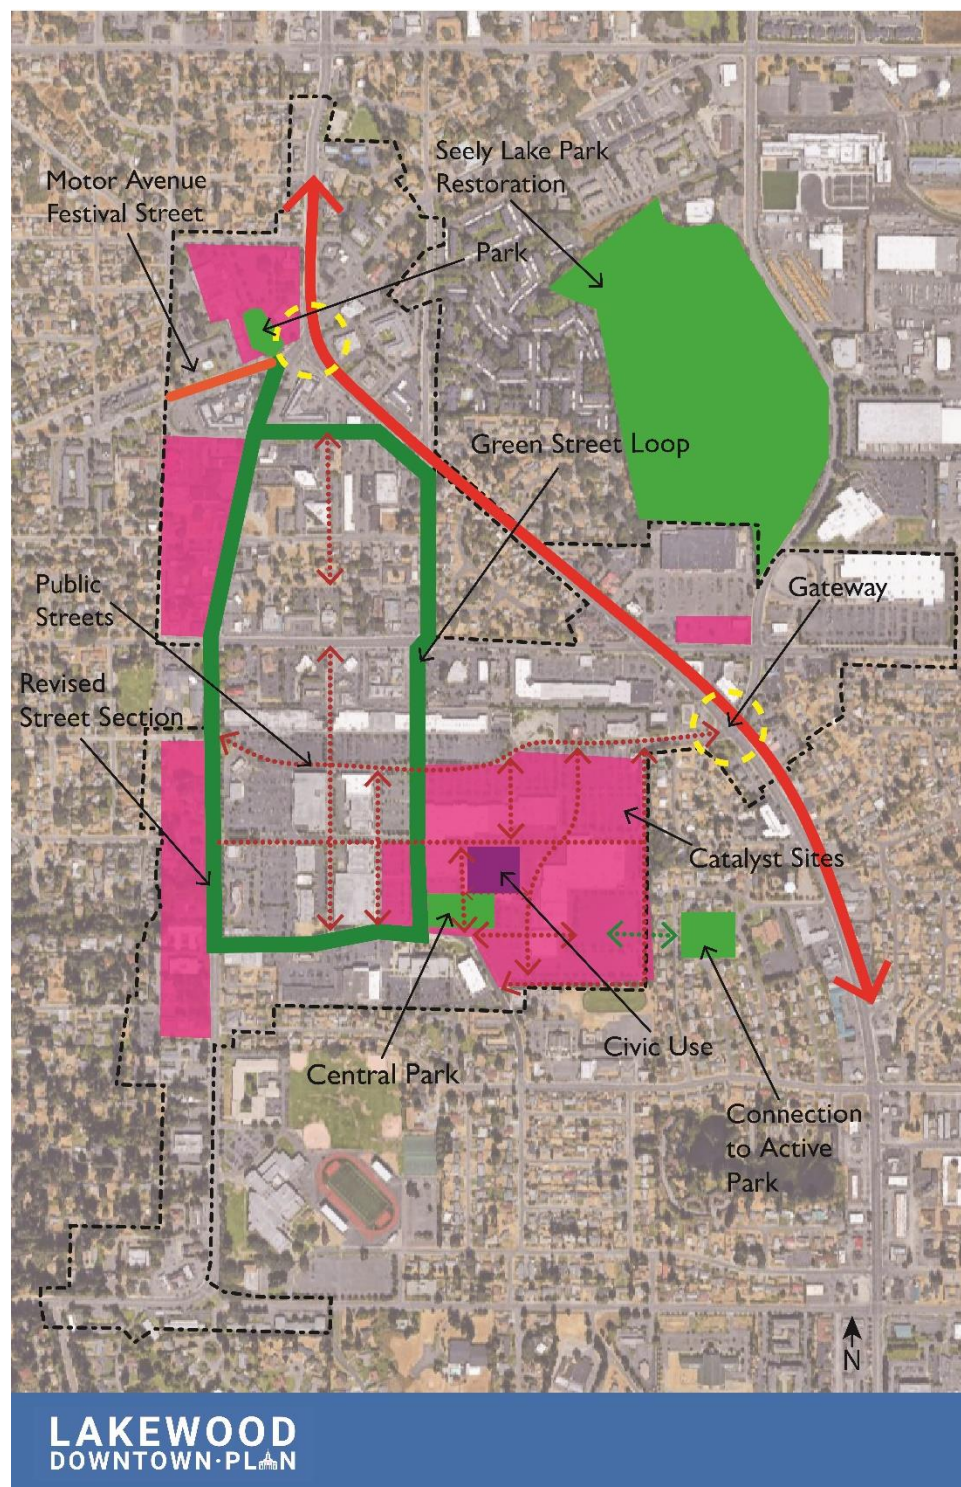 Seely Lake Park
Restoration
Motor Avenue
Festival Street
Park
Green Street Loop
Public
Streets
Gateway
Revised
Street Section
Catalyst Sites
Civic Use
Central Park
Connection
to Active
Park
N
LAKEWOOD
DOWNTOWN·PLAN